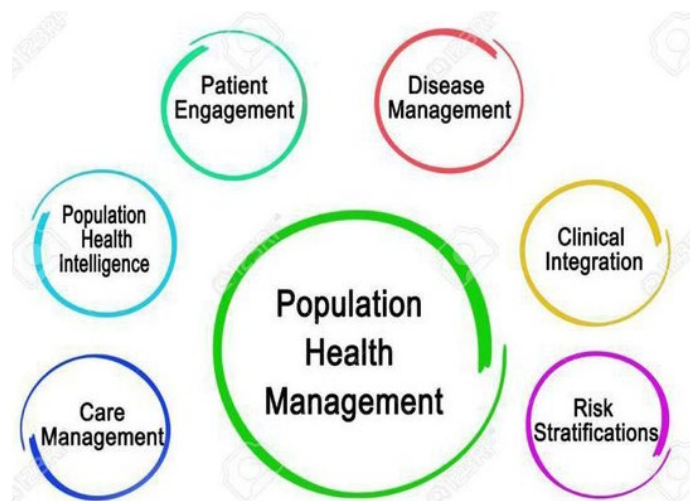 Patient
Engagement
Disease
Management
Population
Health
Intelligence
Clinical
Integration
Population
Health
Management
Care
Management
Risk
Stratifications